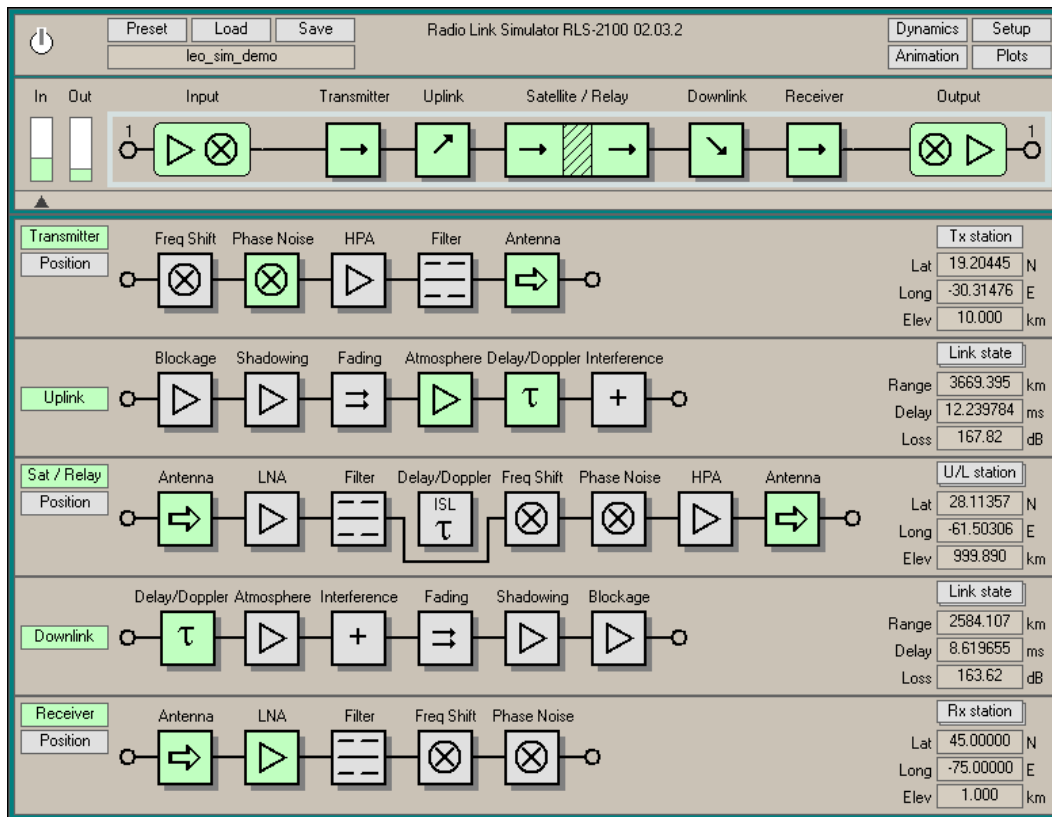 Preset Load Save Radio Link Simulator RLS-2100 02.03.2 Dynamics Setup
leo_sim_demo Animation Plots
In Out Input Transmitter Uplink Satellite / Relay Downlink Receiver Output
1 1
Transmitter Freq Shift Phase Noise HPA Filter Antenna Tx station
Position Lat 19.20445 N
Long -30.31476 E
Elev 10.000 km
Blockage Shadowing Fading Atmosphere Delay/Doppler Interference Link state
Range 3669.395 km
Uplink τ + Delay 12.239784 ms
Loss 167.82 dB
Sat / Relay Antenna LNA Filter Delay/Doppler Freq Shift Phase Noise HPA Antenna U/L station
Position ISL Lat 28.11357 N
τ Long -61.50306 E
Elev 999.890 km
Delay/Doppler Atmosphere Interference Fading Shadowing Blockage Link state
Range 2584.107 km
Downlink τ + Delay 8.619655 ms
Loss 163.62 dB
Receiver Antenna LNA Filter Freq Shift Phase Noise Rx station
Position Lat 45.00000 N
Long -75.00000 E
Elev 1.000 km